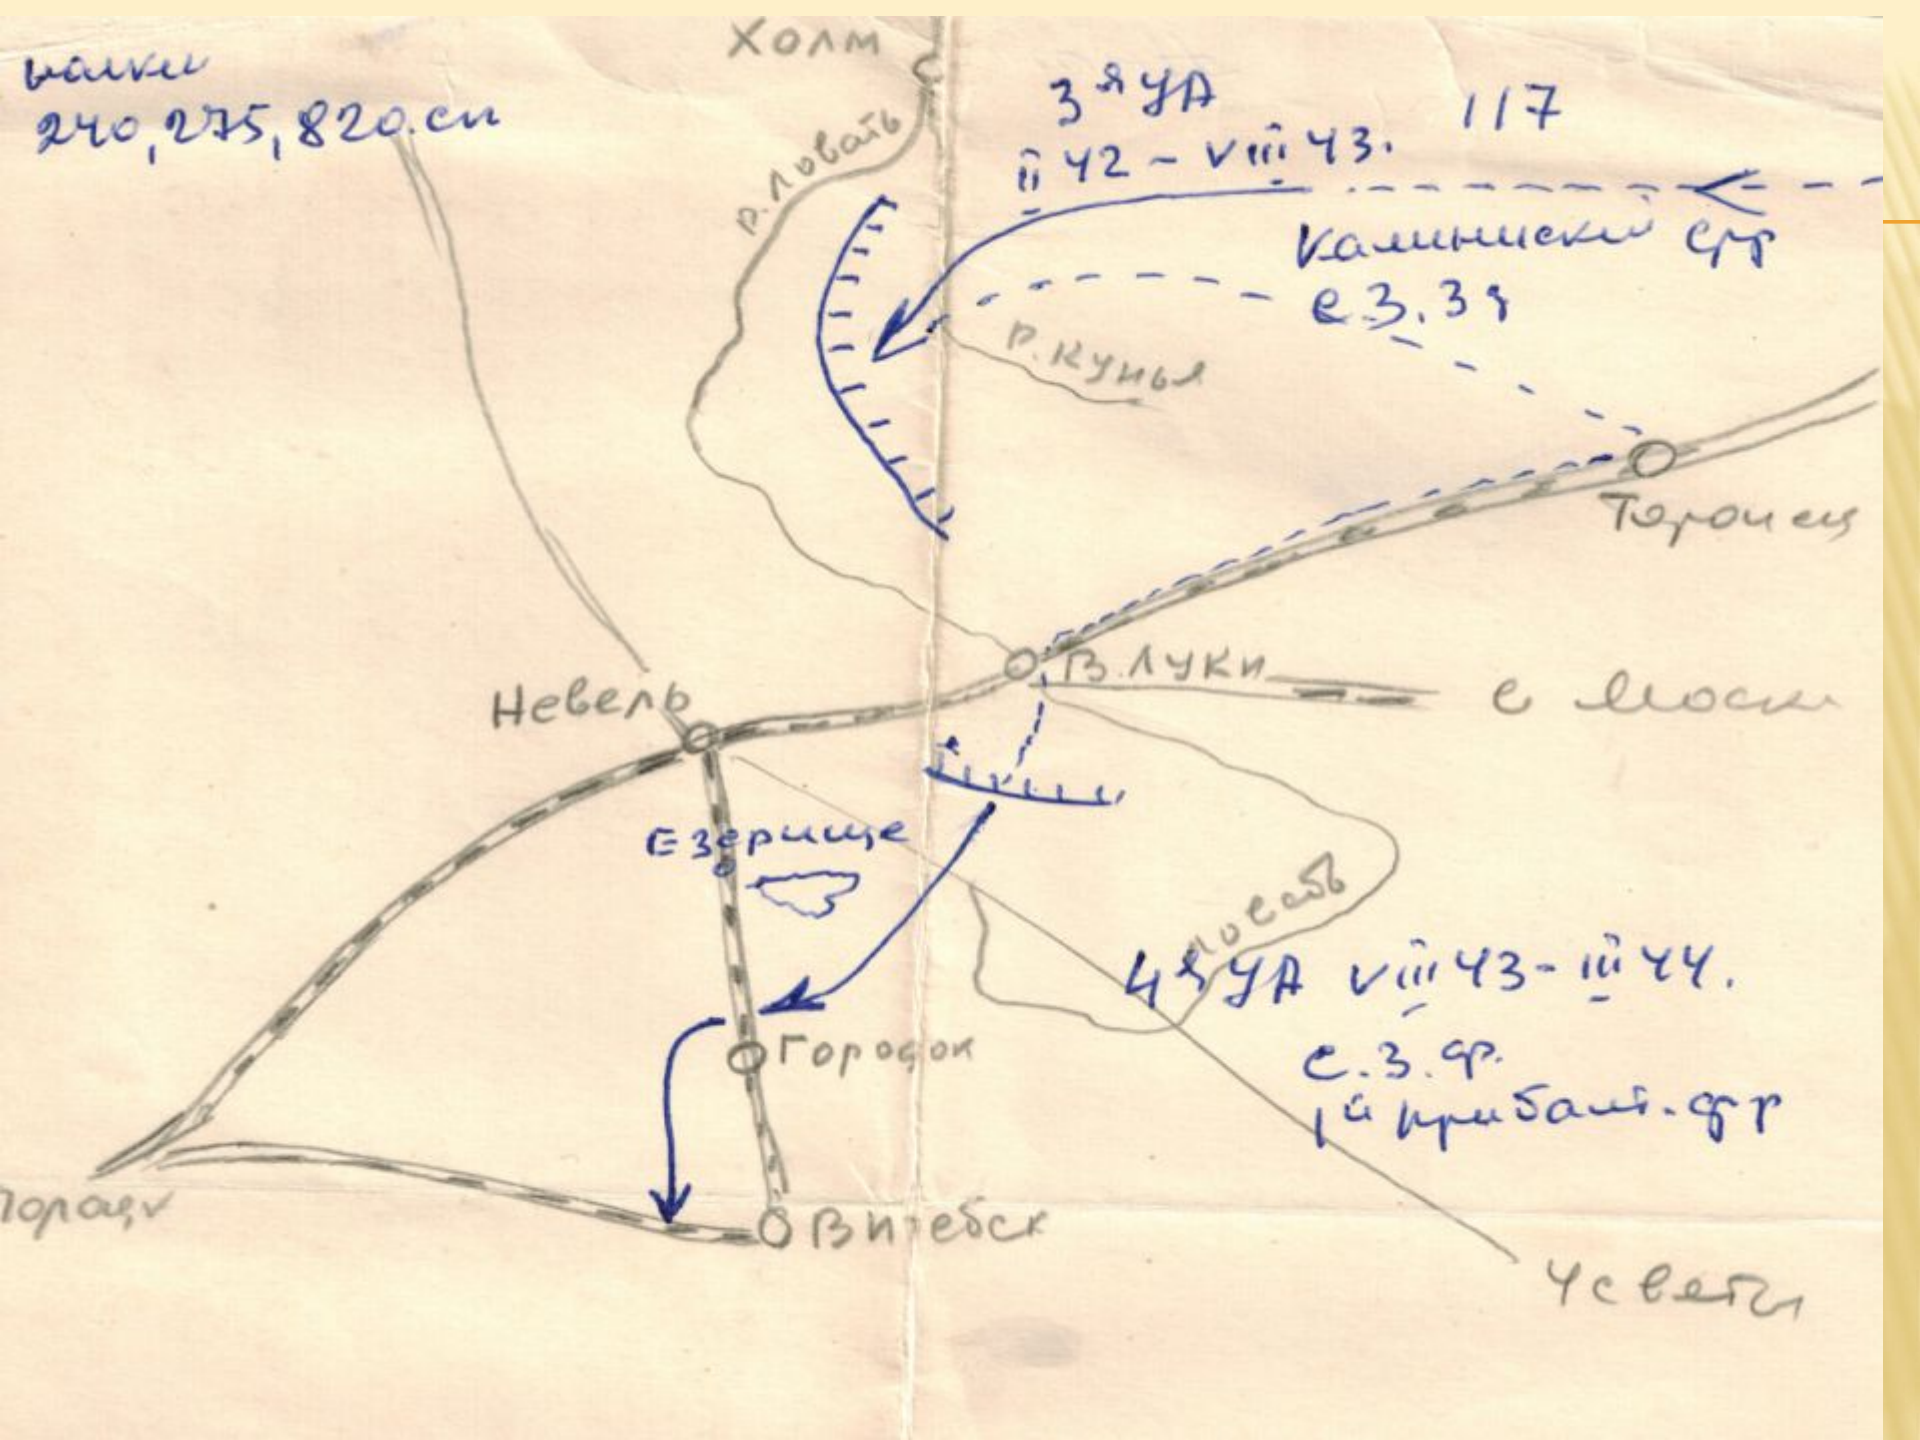 Холм
полки
240, 275, 820. сп
р. Ловать
3я УА
117
II 42 – VIII 43.
Калининский фр
с. З.
р. Кунья
Торопец
В. Луки
с Моск
Невель
Езерище
Ловать
4я УА VIII 43 - III 44.
с. З. фр.
1й прибалт. фр
Городок
Витебск
Усвяты